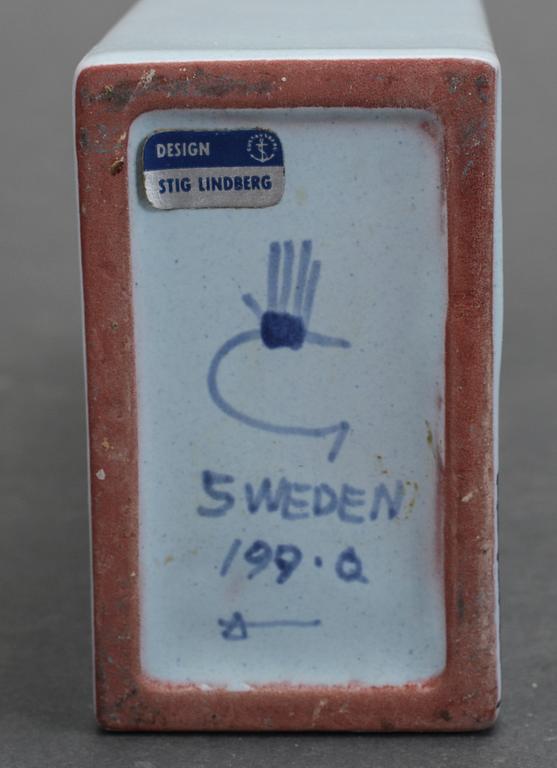 DESIGN
STIG LINDBERG
SWEDEN
199·Q